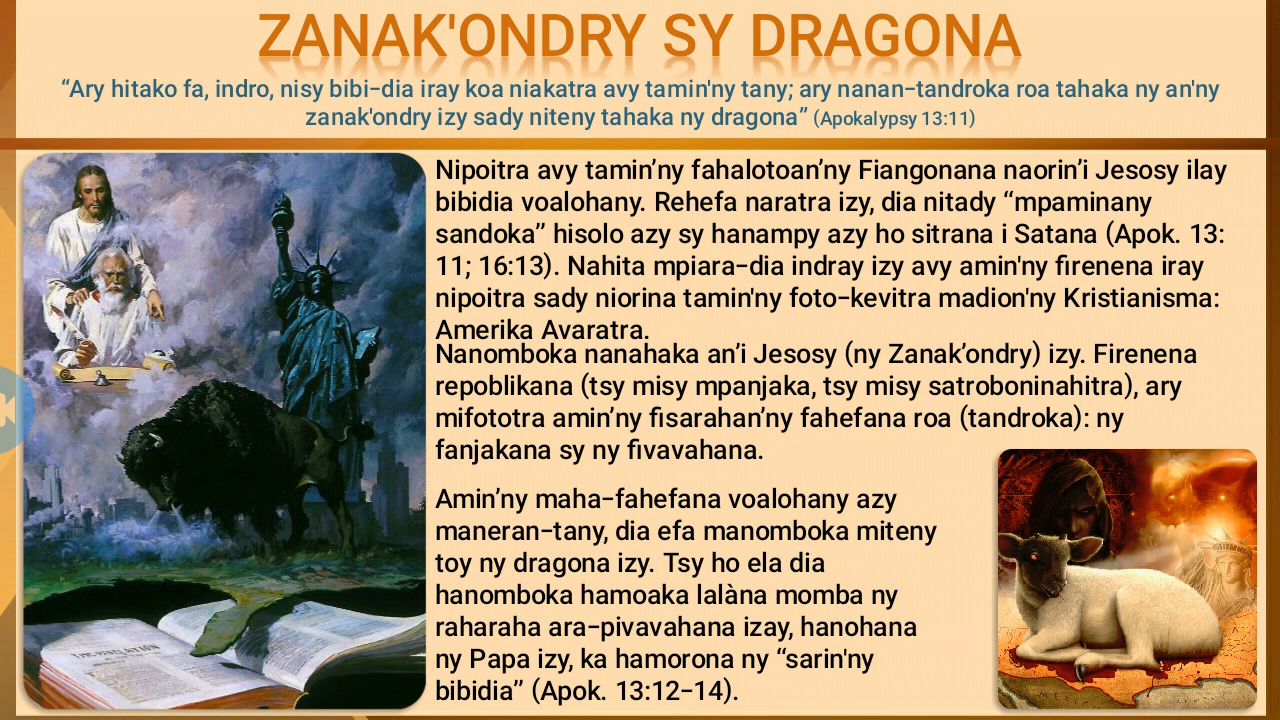 ZANAK'ONDRY SY DRAGONA
“Ary hitako fa, indro, nisy bibi-dia iray koa niakatra avy tamin'ny tany; ary nanan-tandroka roa tahaka ny an'ny
zanak'ondry izy sady niteny tahaka ny dragona” (Apokalypsy 13:11)
Nipoitra avy tamin’ny fahalotoan’ny Fiangonana naorin’i Jesosy ilay
bibidia voalohany. Rehefa naratra izy, dia nitady “mpaminany
sandoka” hisolo azy sy hanampy azy ho sitrana i Satana (Apok. 13:
11; 16:13). Nahita mpiara-dia indray izy avy amin'ny firenena iray
nipoitra sady niorina tamin'ny foto-kevitra madion'ny Kristianisma:
Amerika Avaratra.
Nanomboka nanahaka an’i Jesosy (ny Zanak’ondry) izy. Firenena
repoblikana (tsy misy mpanjaka, tsy misy satroboninahitra), ary
mifototra amin’ny fisarahan’ny fahefana roa (tandroka): ny
fanjakana sy ny fivavahana.
Amin’ny maha-fahefana voalohany azy
maneran-tany, dia efa manomboka miteny
toy ny dragona izy. Tsy ho ela dia
hanomboka hamoaka lalàna momba ny
raharaha ara-pivavahana izay, hanohana
ny Papa izy, ka hamorona ny “sarin'ny
bibidia” (Apok. 13:12-14).